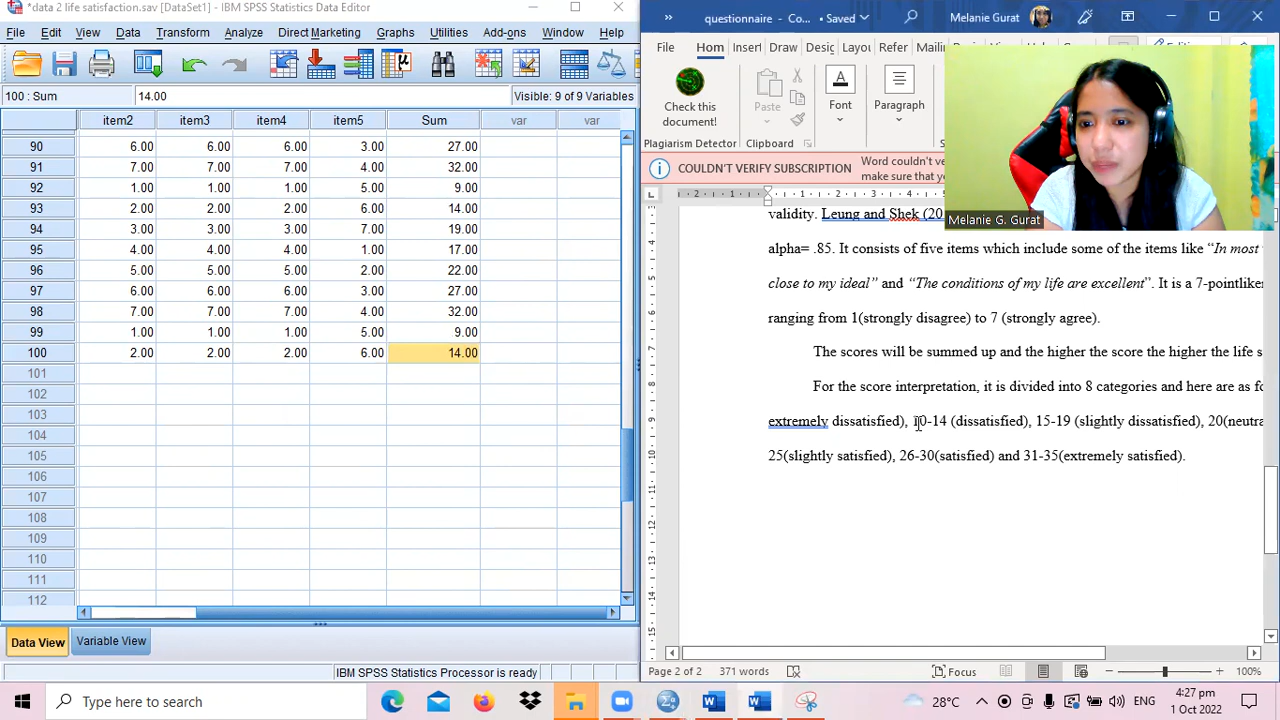 *data 2 life satisfaction.sav [DataSet1] - IBM SPSS Statistics Data Editor
File Edit View Data Transform Analyze Direct Marketing Graphs Utilities Add-ons Window Help
100 : Sum 14.00 Visible: 9 of 9 Variables
item2 item3 item4 item5 Sum var var
90 6.00 6.00 6.00 3.00 27.00
91 7.00 7.00 7.00 4.00 32.00
92 1.00 1.00 1.00 5.00 9.00
93 2.00 2.00 2.00 6.00 14.00
94 3.00 3.00 3.00 7.00 19.00
95 4.00 4.00 4.00 1.00 17.00
96 5.00 5.00 5.00 2.00 22.00
97 6.00 6.00 6.00 3.00 27.00
98 7.00 7.00 7.00 4.00 32.00
99 1.00 1.00 1.00 5.00 9.00
100 2.00 2.00 2.00 6.00 14.00
101
102
103
104
105
106
107
108
109
110
111
112
Data View Variable View
IBM SPSS Statistics Processor is ready
questionnaire - Co... • Saved Melanie Gurat
File Hom Insert Draw Desig Layou Refer Mailin
Check this document!
Paste
Font
Paragraph
Plagiarism Detector
COULDN'T VERIFY SUBSCRIPTION Word couldn't ve
make sure that yo
Melanie G. Gurat
validity. Leung and Shek (20
alpha= .85. It consists of five items which include some of the items like “In most
close to my ideal” and “The conditions of my life are excellent”. It is a 7-pointliker
ranging from 1(strongly disagree) to 7 (strongly agree).
The scores will be summed up and the higher the score the higher the life s
For the score interpretation, it is divided into 8 categories and here are as fo
extremely dissatisfied), 10-14 (dissatisfied), 15-19 (slightly dissatisfied), 20(neutra
25(slightly satisfied), 26-30(satisfied) and 31-35(extremely satisfied).
Page 2 of 2 371 words Focus 100%
Type here to search
28°C ENG 4:27 pm
1 Oct 2022